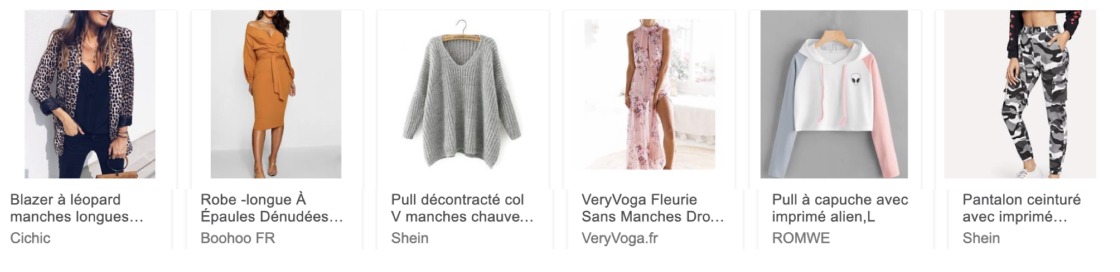 Blazer à léopard
manches longues…
Cichic
Robe -longue À
Épaules Dénudées…
Boohoo FR
Pull décontracté col
V manches chauve…
Shein
VeryVoga Fleurie
Sans Manches Dro…
VeryVoga.fr
Pull à capuche avec
imprimé alien,L
ROMWE
Pantalon ceinturé
avec imprimé…
Shein